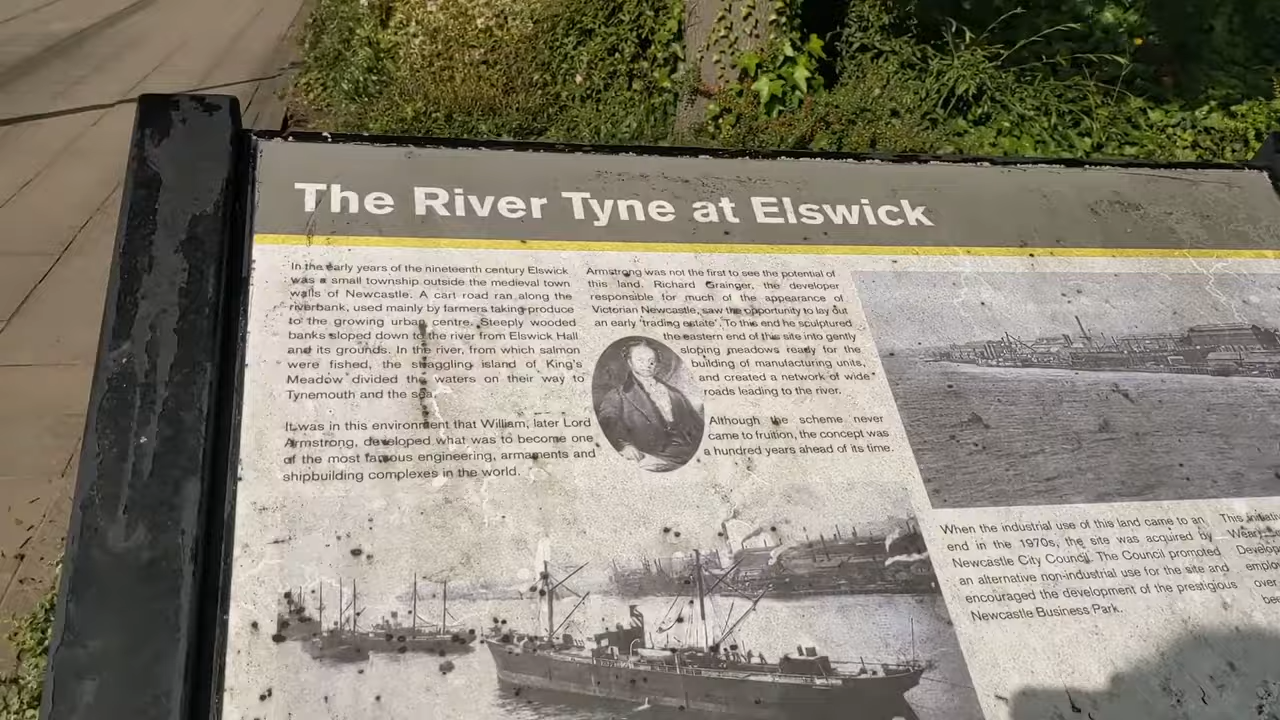 The River Tyne at Elswick
In the early years of the nineteenth century Elswick
was a small township outside the medieval town
walls of Newcastle. A cart road ran along the
riverbank, used mainly by farmers taking produce
to the growing urban centre. Steeply wooded
banks sloped down to the river from Elswick Hall
and its grounds. In the river, from which salmon
were fished, the straggling island of King's
Meadow divided the waters on their way to
Tynemouth and the sea.
It was in this environment that William, later Lord
Armstrong, developed what was to become one
of the most famous engineering, armaments and
shipbuilding complexes in the world.
Armstrong was not the first to see the potential of
this land. Richard Grainger, the developer
responsible for much of the appearance of
Victorian Newcastle, saw the opportunity to lay out
an early 'trading estate'. To this end he sculptured
the eastern end of this site into gently
sloping meadows ready for the
building of manufacturing units,
and created a network of wide
roads leading to the river.
Although the scheme never
came to fruition, the concept was
a hundred years ahead of its time.
When the industrial use of this land came to an
end in the 1970s, the site was acquired by
Newcastle City Council. The Council promoted
an alternative non-industrial use for the site and
encouraged the development of the prestigious
Newcastle Business Park.
This
over